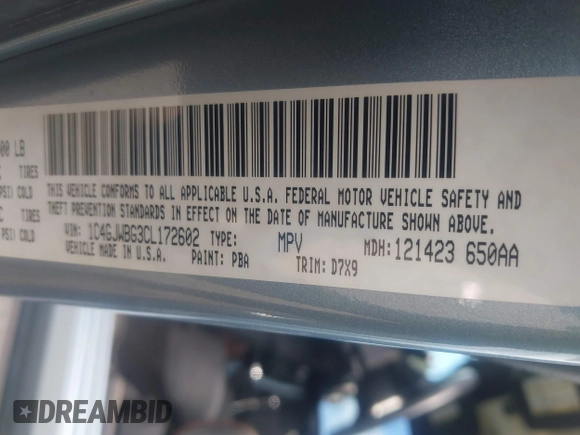 00 LB
TIRES
PSI COLD
TIRES
PSI COLD
THIS VEHICLE CONFORMS TO ALL APPLICABLE U.S.A. FEDERAL MOTOR VEHICLE SAFETY AND
THEFT PREVENTION STANDARDS IN EFFECT ON THE DATE OF MANUFACTURE SHOWN ABOVE.
VIN: 1C4GJWBG3CL172602 TYPE: MPV MDH: 121423 650AA
VEHICLE MADE IN U.S.A. PAINT: PBA TRIM: D7X9
DREAMBID